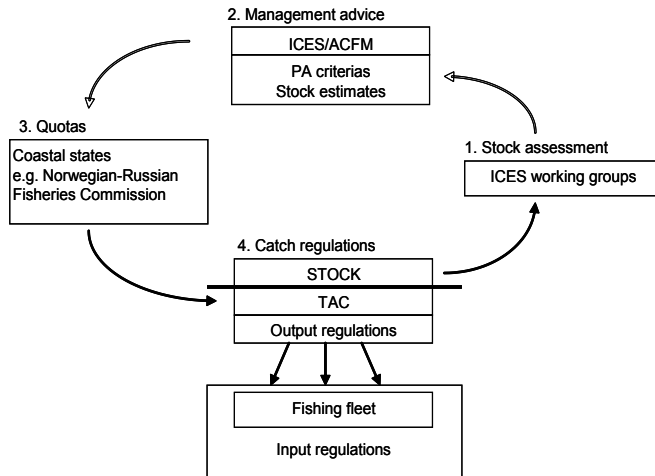 2. Management advice
ICES/ACFM
PA criterias
Stock estimates
3. Quotas
Coastal states
e.g. Norwegian-Russian
Fisheries Commission
1. Stock assessment
ICES working groups
4. Catch regulations
STOCK
TAC
Output regulations
Fishing fleet
Input regulations